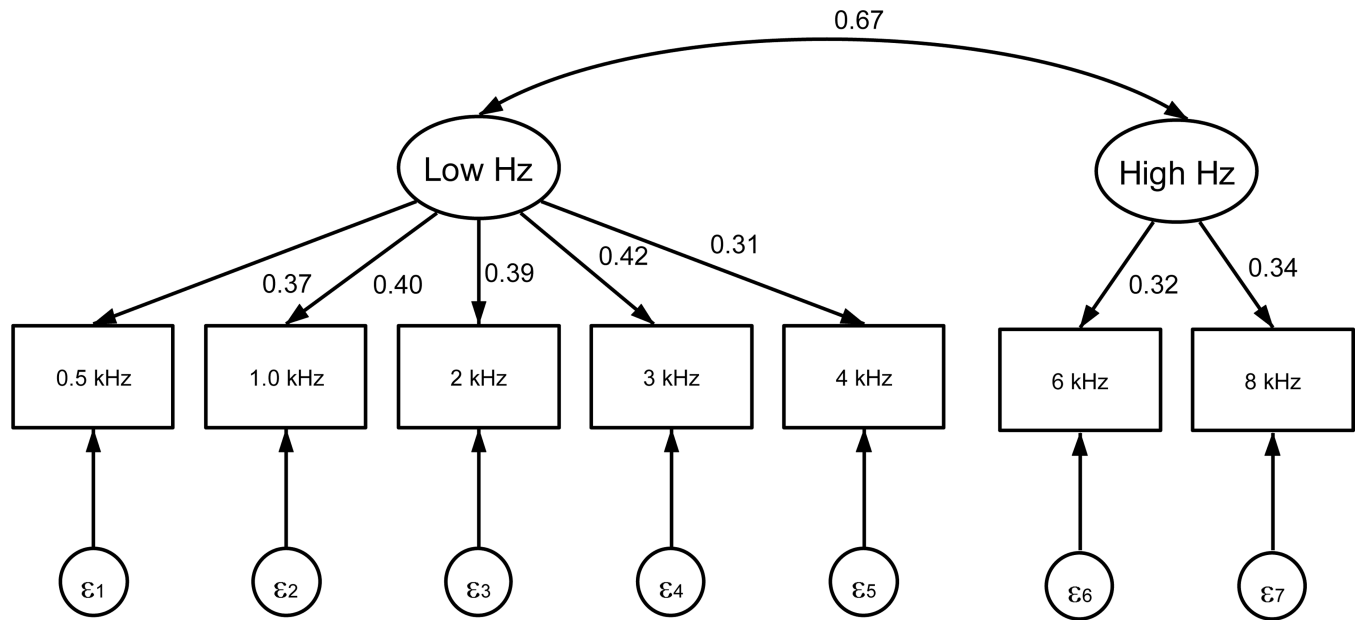 0.67
Low Hz
High Hz
0.37
0.40
0.39
0.42
0.31
0.32
0.34
0.5 kHz
1.0 kHz
2 kHz
3 kHz
4 kHz
6 kHz
8 kHz
ε1
ε2
ε3
ε4
ε5
ε6
ε7